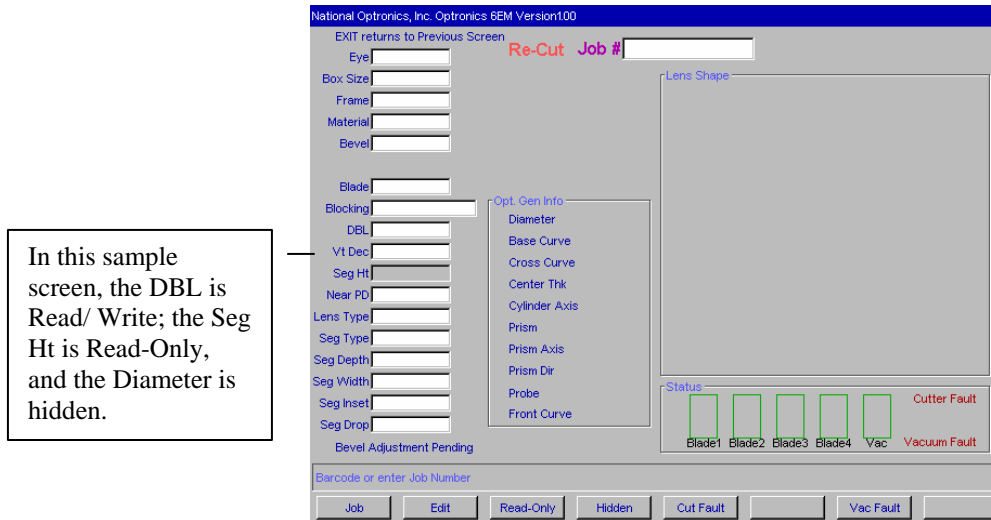 National Optronics, Inc. Optronics 6EM Version1.00
EXIT returns to Previous Screen
Re-Cut Job #
Eye
Box Size
Frame
Material
Bevel
Blade
Blocking
DBL
Vt Dec
Seg Ht
Near PD
Lens Type
Seg Type
Seg Depth
Seg Width
Seg Inset
Seg Drop
Bevel Adjustment Pending
Opt. Gen Info
Diameter
Base Curve
Cross Curve
Center Thk
Cylinder Axis
Prism
Prism Axis
Prism Dir
Probe
Front Curve
Lens Shape
Status
Cutter Fault
Blade1 Blade2 Blade3 Blade4 Vac Vacuum Fault
Barcode or enter Job Number
Job Edit Read-Only Hidden Cut Fault Vac Fault
In this sample
screen, the DBL is
Read/ Write; the Seg
Ht is Read-Only,
and the Diameter is
hidden.